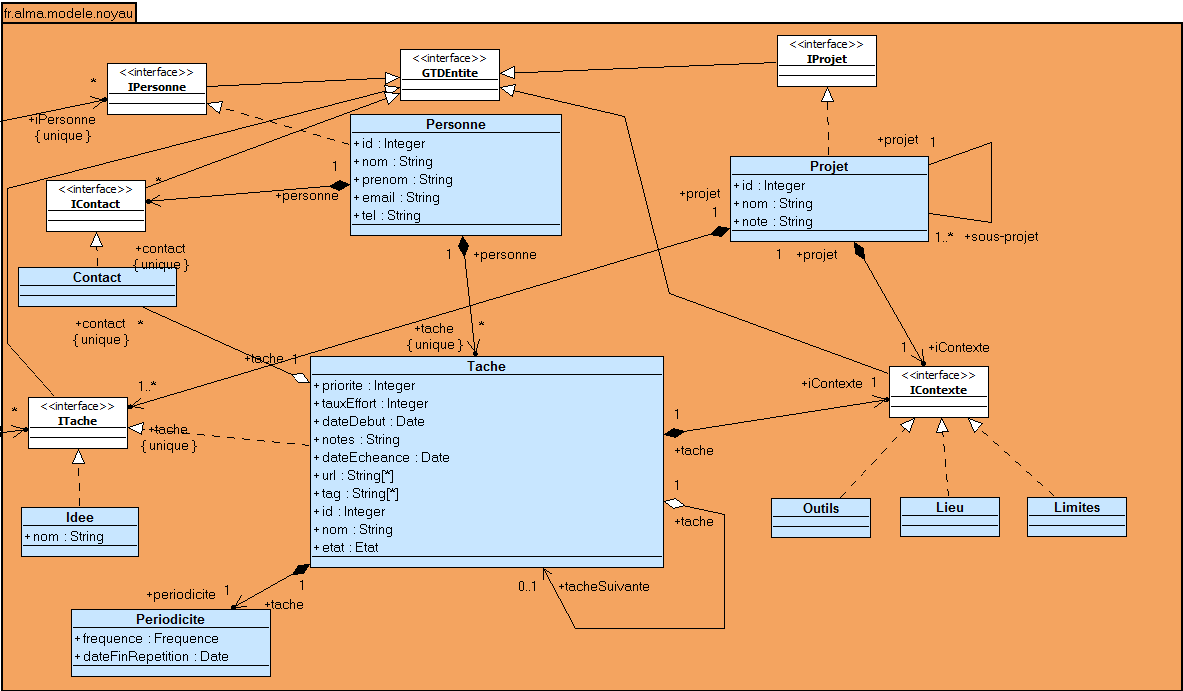 fr.alma.modele.noyau
<<interface>>
IPersonne
<<interface>>
GTDEntite
<<interface>>
IProjet
*
+iPersonne
{unique}
Personne
+id : Integer
+nom : String
+prenom : String
+email : String
+tel : String
1
+personne
*
<<interface>>
IContact
+contact
{unique}
Contact
Projet
+id : Integer
+nom : String
+note : String
+projet
1
1..*
+sous-projet
+projet
1
1
+projet
1
+personne
+tache
*
{unique}
+contact
*
{unique}
+tache
1
1..*
1
+iContexte
<<interface>>
IContexte
+iContexte
1
*
<<interface>>
ITache
+tache
{unique}
Tache
+priorite : Integer
+tauxEffort : Integer
+dateDebut : Date
+notes : String
+dateEcheance : Date
+url : String[*]
+tag : String[*]
+id : Integer
+nom : String
+etat : Etat
1
+tache
1
+tache
0..1
+tacheSuivante
Idee
+nom : String
Outils
Lieu
Limites
+periodicite
1
1
+tache
Periodicite
+frequence : Frequence
+dateFinRepetition : Date